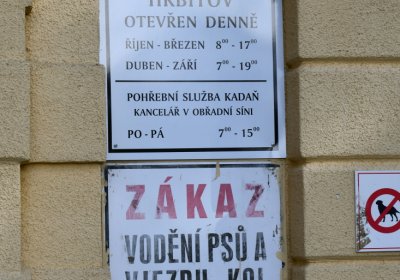 HŘBITOV
OTEVŘEN DENNĚ
ŘÍJEN - BŘEZEN 8⁰⁰ - 17⁰⁰
DUBEN - ZÁŘÍ 7⁰⁰ - 19⁰⁰
POHŘEBNÍ SLUŽBA KADAŇ
KANCELÁŘ V OBŘADNÍ SÍNI
PO - PÁ 7⁰⁰ - 15⁰⁰
ZÁKAZ
VODĚNÍ PSŮ A
VJEZDU KOL